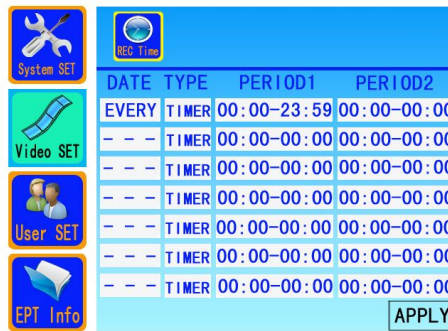 System SET
REC Time
DATE TYPE PERIOD1 PERIOD2
EVERY TIMER 00:00-23:59 00:00-00:00
Video SET
- - - TIMER 00:00-00:00 00:00-00:00
- - - TIMER 00:00-00:00 00:00-00:00
- - - TIMER 00:00-00:00 00:00-00:00
User SET
- - - TIMER 00:00-00:00 00:00-00:00
- - - TIMER 00:00-00:00 00:00-00:00
- - - TIMER 00:00-00:00 00:00-00:00
EPT Info
APPLY